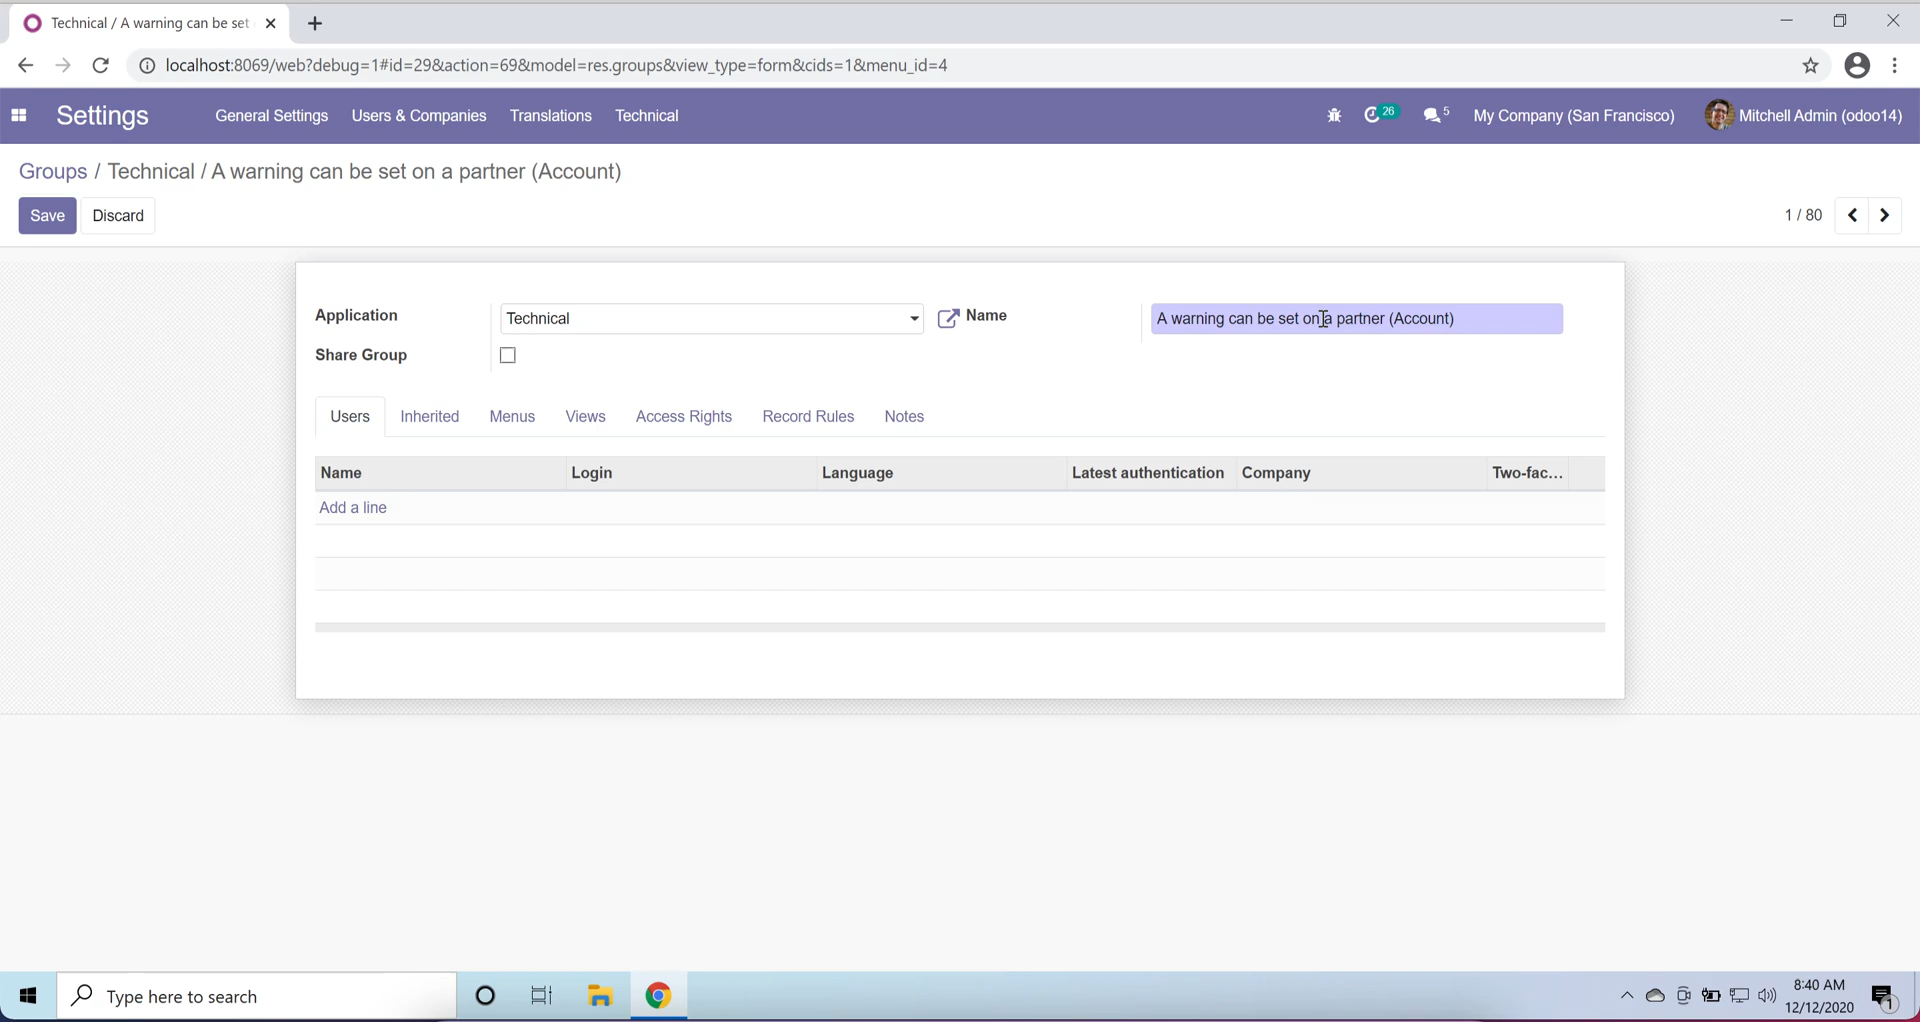 Technical / A warning can be set
localhost:8069/web?debug=1#id=29&action=69&model=res.groups&view_type=form&cids=1&menu_id=4
Settings General Settings Users & Companies Translations Technical 26 5 My Company (San Francisco) Mitchell Admin (odoo14)
Groups / Technical / A warning can be set on a partner (Account)
Save Discard 1 / 80
Application Technical Name A warning can be set on a partner (Account)
Share Group
Users Inherited Menus Views Access Rights Record Rules Notes
Name Login Language Latest authentication Company Two-fac...
Add a line
Type here to search
8:40 AM
12/12/2020
1